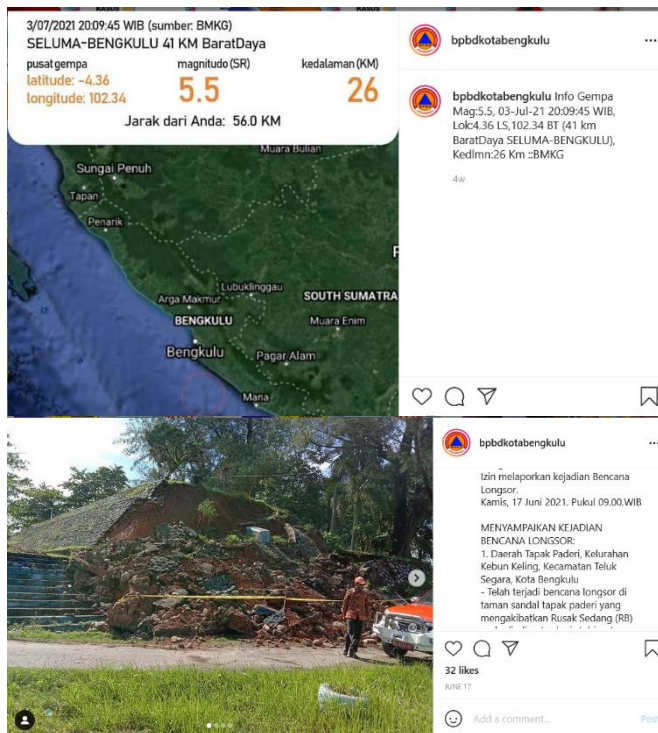 3/07/2021 20:09:45 WIB (sumber: BMKG)
SELUMA-BENGKULU 41 KM BaratDaya
pusat gempa
latitude: -4.36
longitude: 102.34
magnitudo (SR)
5.5
kedalaman (KM)
26
Jarak dari Anda: 56.0 KM
Muara Bulian
Sungai Penuh
Tapan
Penarik
Lubuklinggau
Arga Makmur
SOUTH SUMATRA
BENGKULU
Muara Enim
Bengkulu
Pagar Alam
Mana
bpbdkotabengkulu
bpbdkotabengkulu Info Gempa
Mag:5.5, 03-Jul-21 20:09:45 WIB,
Lok:4.36 LS,102.34 BT (41 km
BaratDaya SELUMA-BENGKULU),
Kedlmn:26 Km ::BMKG
4w
bpbdkotabengkulu
Izin melaporkan kejadian Bencana
Longsor.
Kamis, 17 Juni 2021. Pukul 09.00.WIB
MENYAMPAIKAN KEJADIAN
BENCANA LONGSOR:
1. Daerah Tapak Paderi, Kelurahan
Kebun Keling, Kecamatan Teluk
Segara, Kota Bengkulu
- Telah terjadi bencana longsor di
taman sandal tapak paderi yang
mengakibatkan Rusak Sedang (RB)
32 likes
JUNE 17
Add a comment...
Post